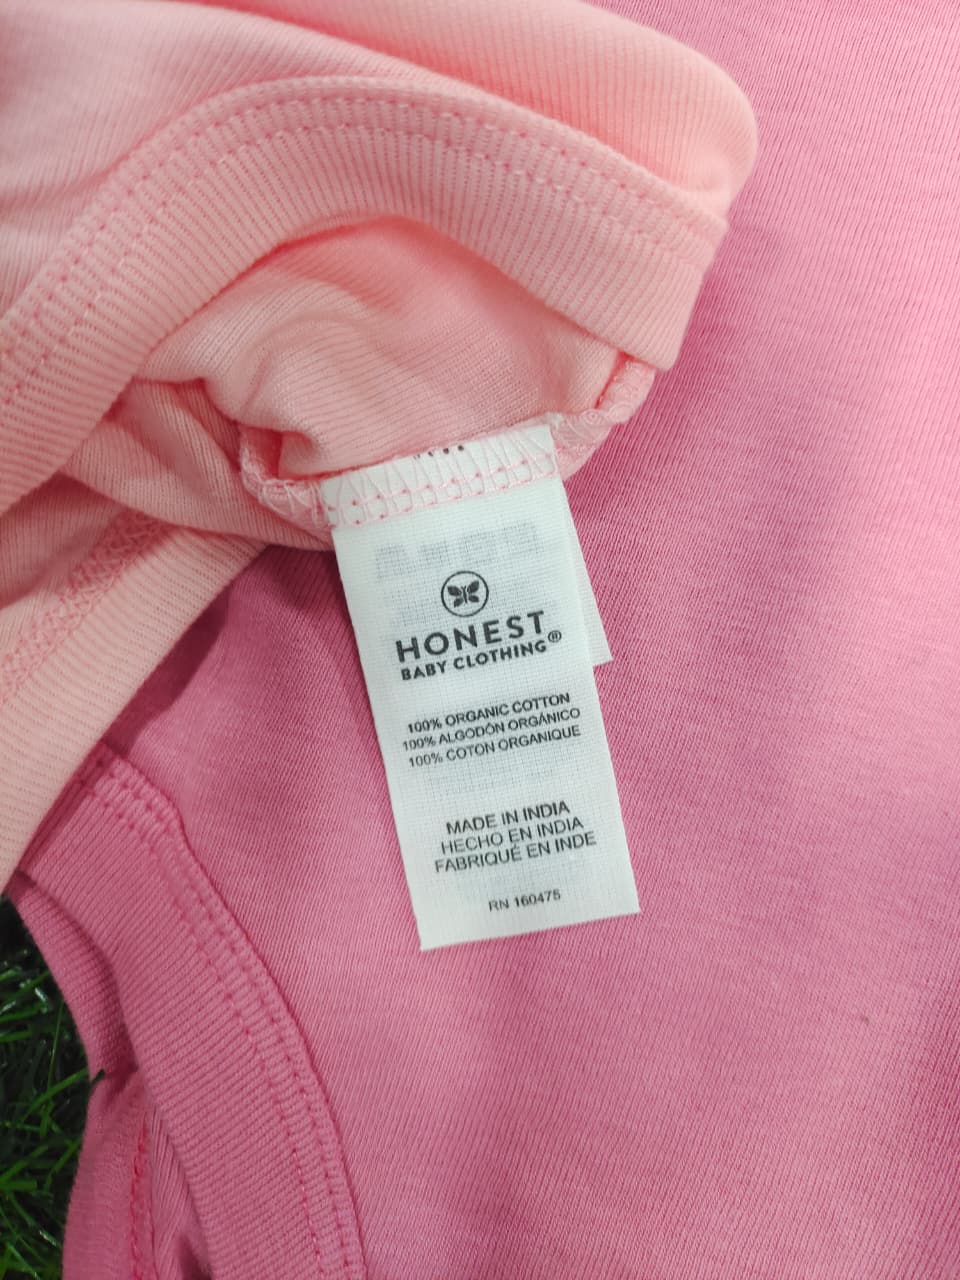 HONEST
BABY CLOTHING®
100% ORGANIC COTTON
100% ALGODÓN ORGÁNICO
100% COTON ORGANIQUE
MADE IN INDIA
HECHO EN INDIA
FABRIQUÉ EN INDE
RN 160475